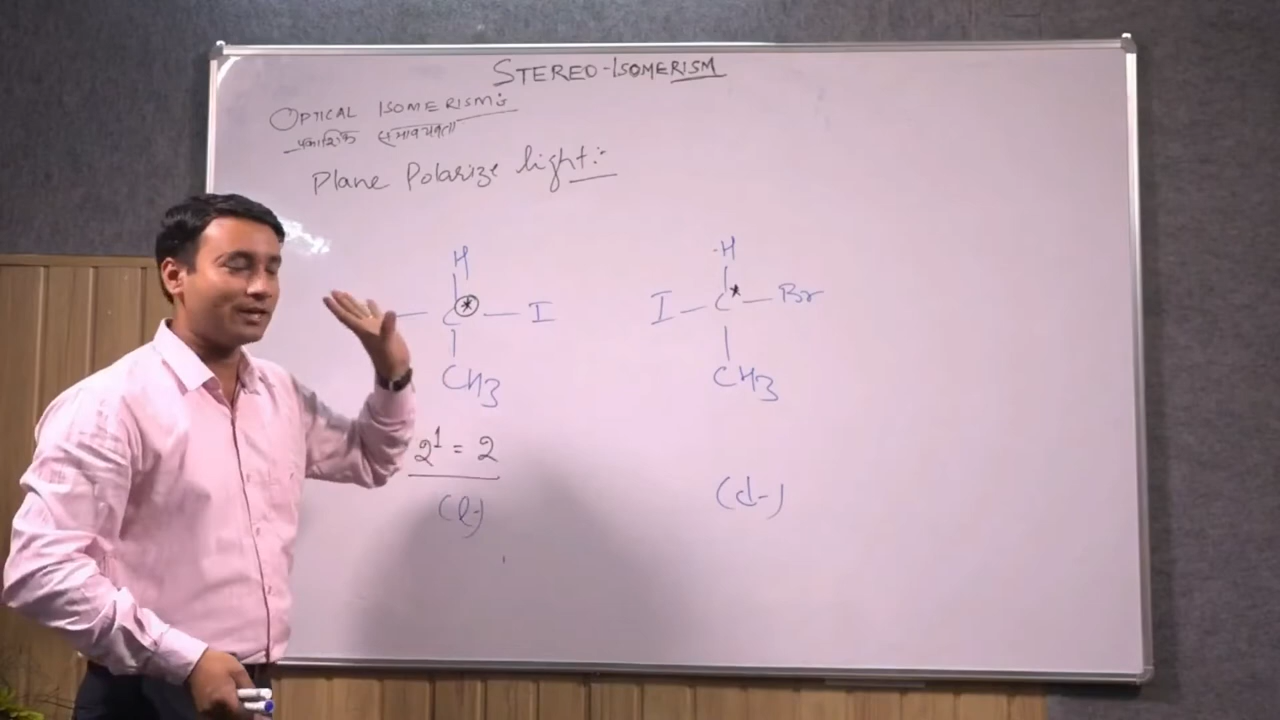 STEREO-ISOMERISM
OPTICAL ISOMERISM:-
प्रकाशिक समावयवता
Plane Polarize light:-
H
C* — I
CH3
H
I — C* — Br
CH3
2¹ = 2
(l-)
(d-)